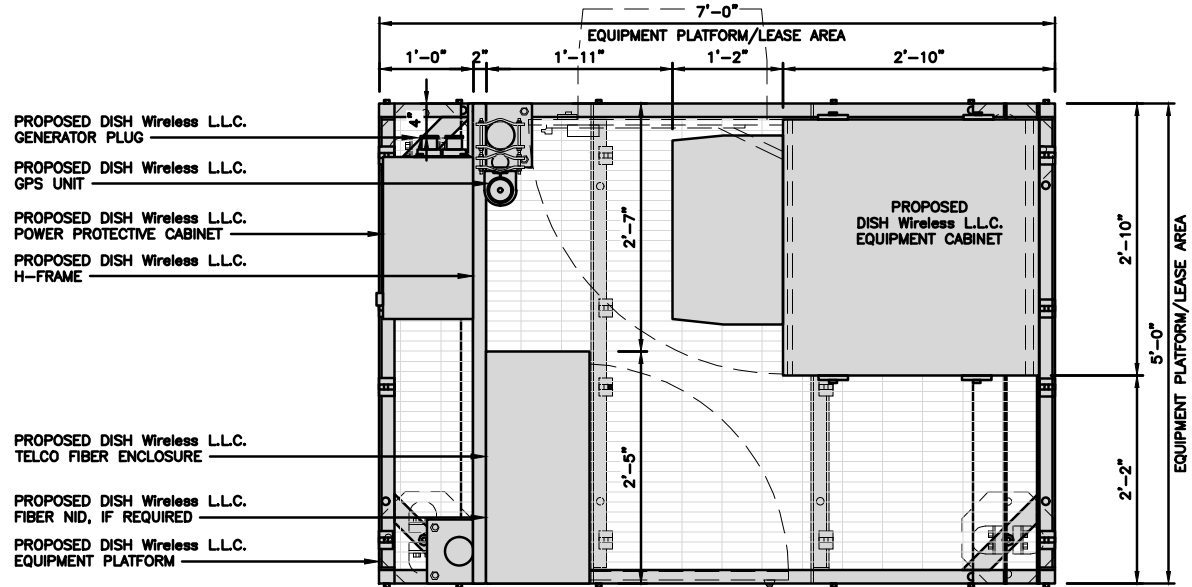 7'-0"
EQUIPMENT PLATFORM/LEASE AREA
1'-0"
2"
1'-11"
1'-2"
2'-10"
PROPOSED DISH Wireless L.L.C.
GENERATOR PLUG
4"
PROPOSED DISH Wireless L.L.C.
GPS UNIT
PROPOSED DISH Wireless L.L.C.
POWER PROTECTIVE CABINET
PROPOSED DISH Wireless L.L.C.
H-FRAME
PROPOSED DISH Wireless L.L.C.
TELCO FIBER ENCLOSURE
PROPOSED DISH Wireless L.L.C.
FIBER NID, IF REQUIRED
PROPOSED DISH Wireless L.L.C.
EQUIPMENT PLATFORM
2'-7"
2'-5"
PROPOSED
DISH Wireless L.L.C.
EQUIPMENT CABINET
2'-10"
2'-2"
5'-0"
EQUIPMENT PLATFORM/LEASE AREA